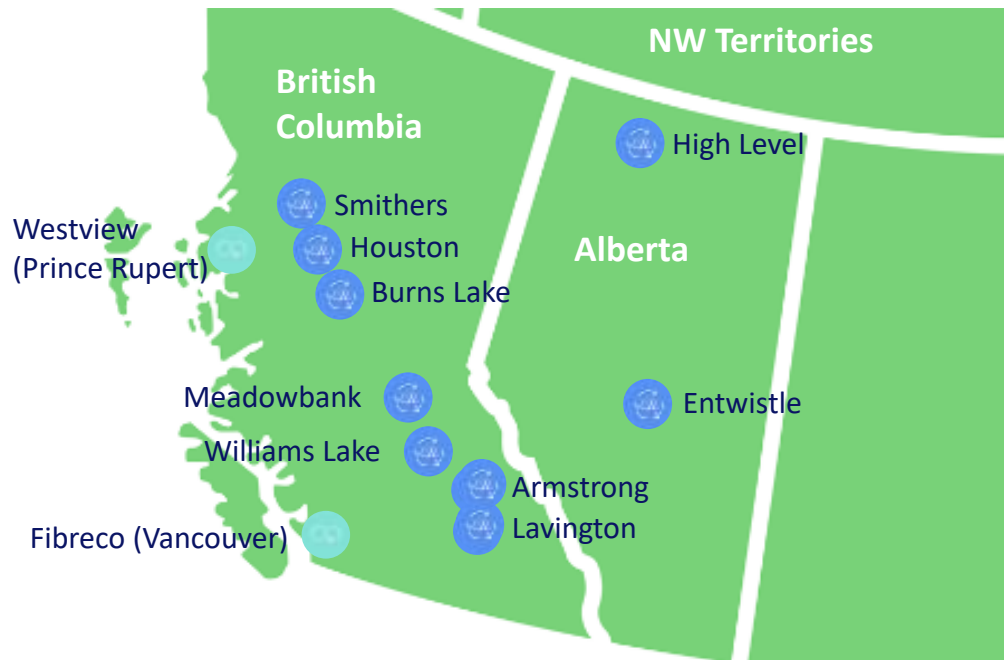 NW Territories
British
Columbia
High Level
Smithers
Westview
(Prince Rupert)
Houston
Alberta
Burns Lake
Meadowbank
Entwistle
Williams Lake
Armstrong
Lavington
Fibreco (Vancouver)